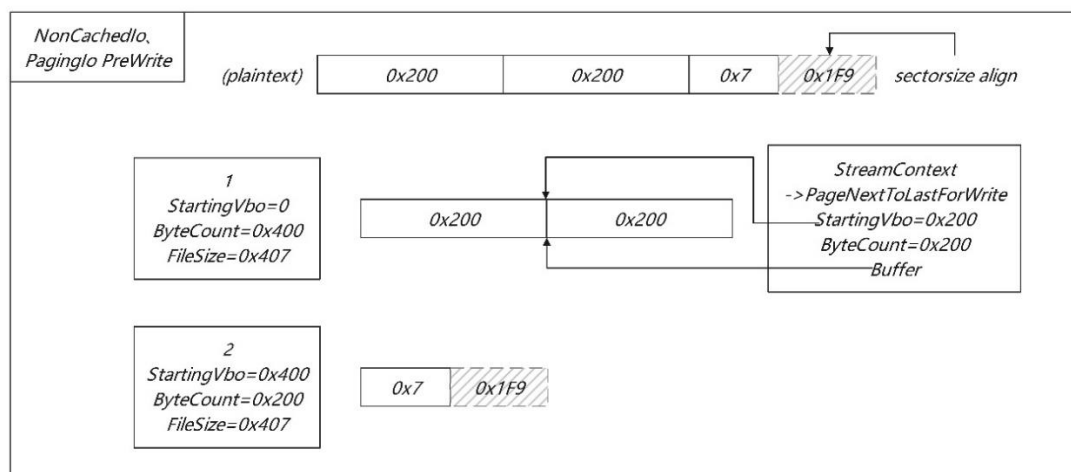 NonCachedIo、
PagingIo PreWrite
(plaintext)
0x200
0x200
0x7
0x1F9
sectorsize align
1
StartingVbo=0
ByteCount=0x400
FileSize=0x407
0x200
0x200
StreamContext
->PageNextToLastForWrite
StartingVbo=0x200
ByteCount=0x200
Buffer
2
StartingVbo=0x400
ByteCount=0x200
FileSize=0x407
0x7
0x1F9